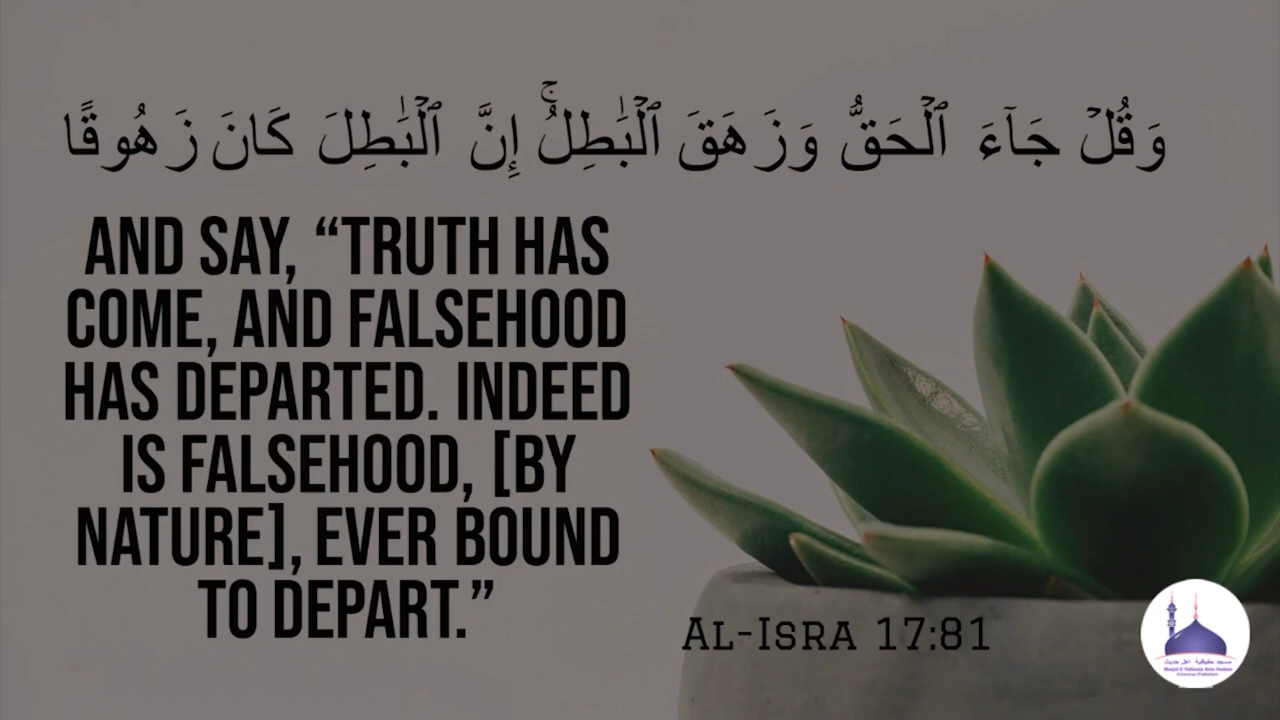 وَقُلۡ جَآءَ ٱلۡحَقُّ وَزَهَقَ ٱلۡبَٰطِلُۚ إِنَّ ٱلۡبَٰطِلَ كَانَ زَهُوقًا
AND SAY, “TRUTH HAS
COME, AND FALSEHOOD
HAS DEPARTED. INDEED
IS FALSEHOOD, [BY
NATURE], EVER BOUND
TO DEPART.”
AL-ISRA 17:81